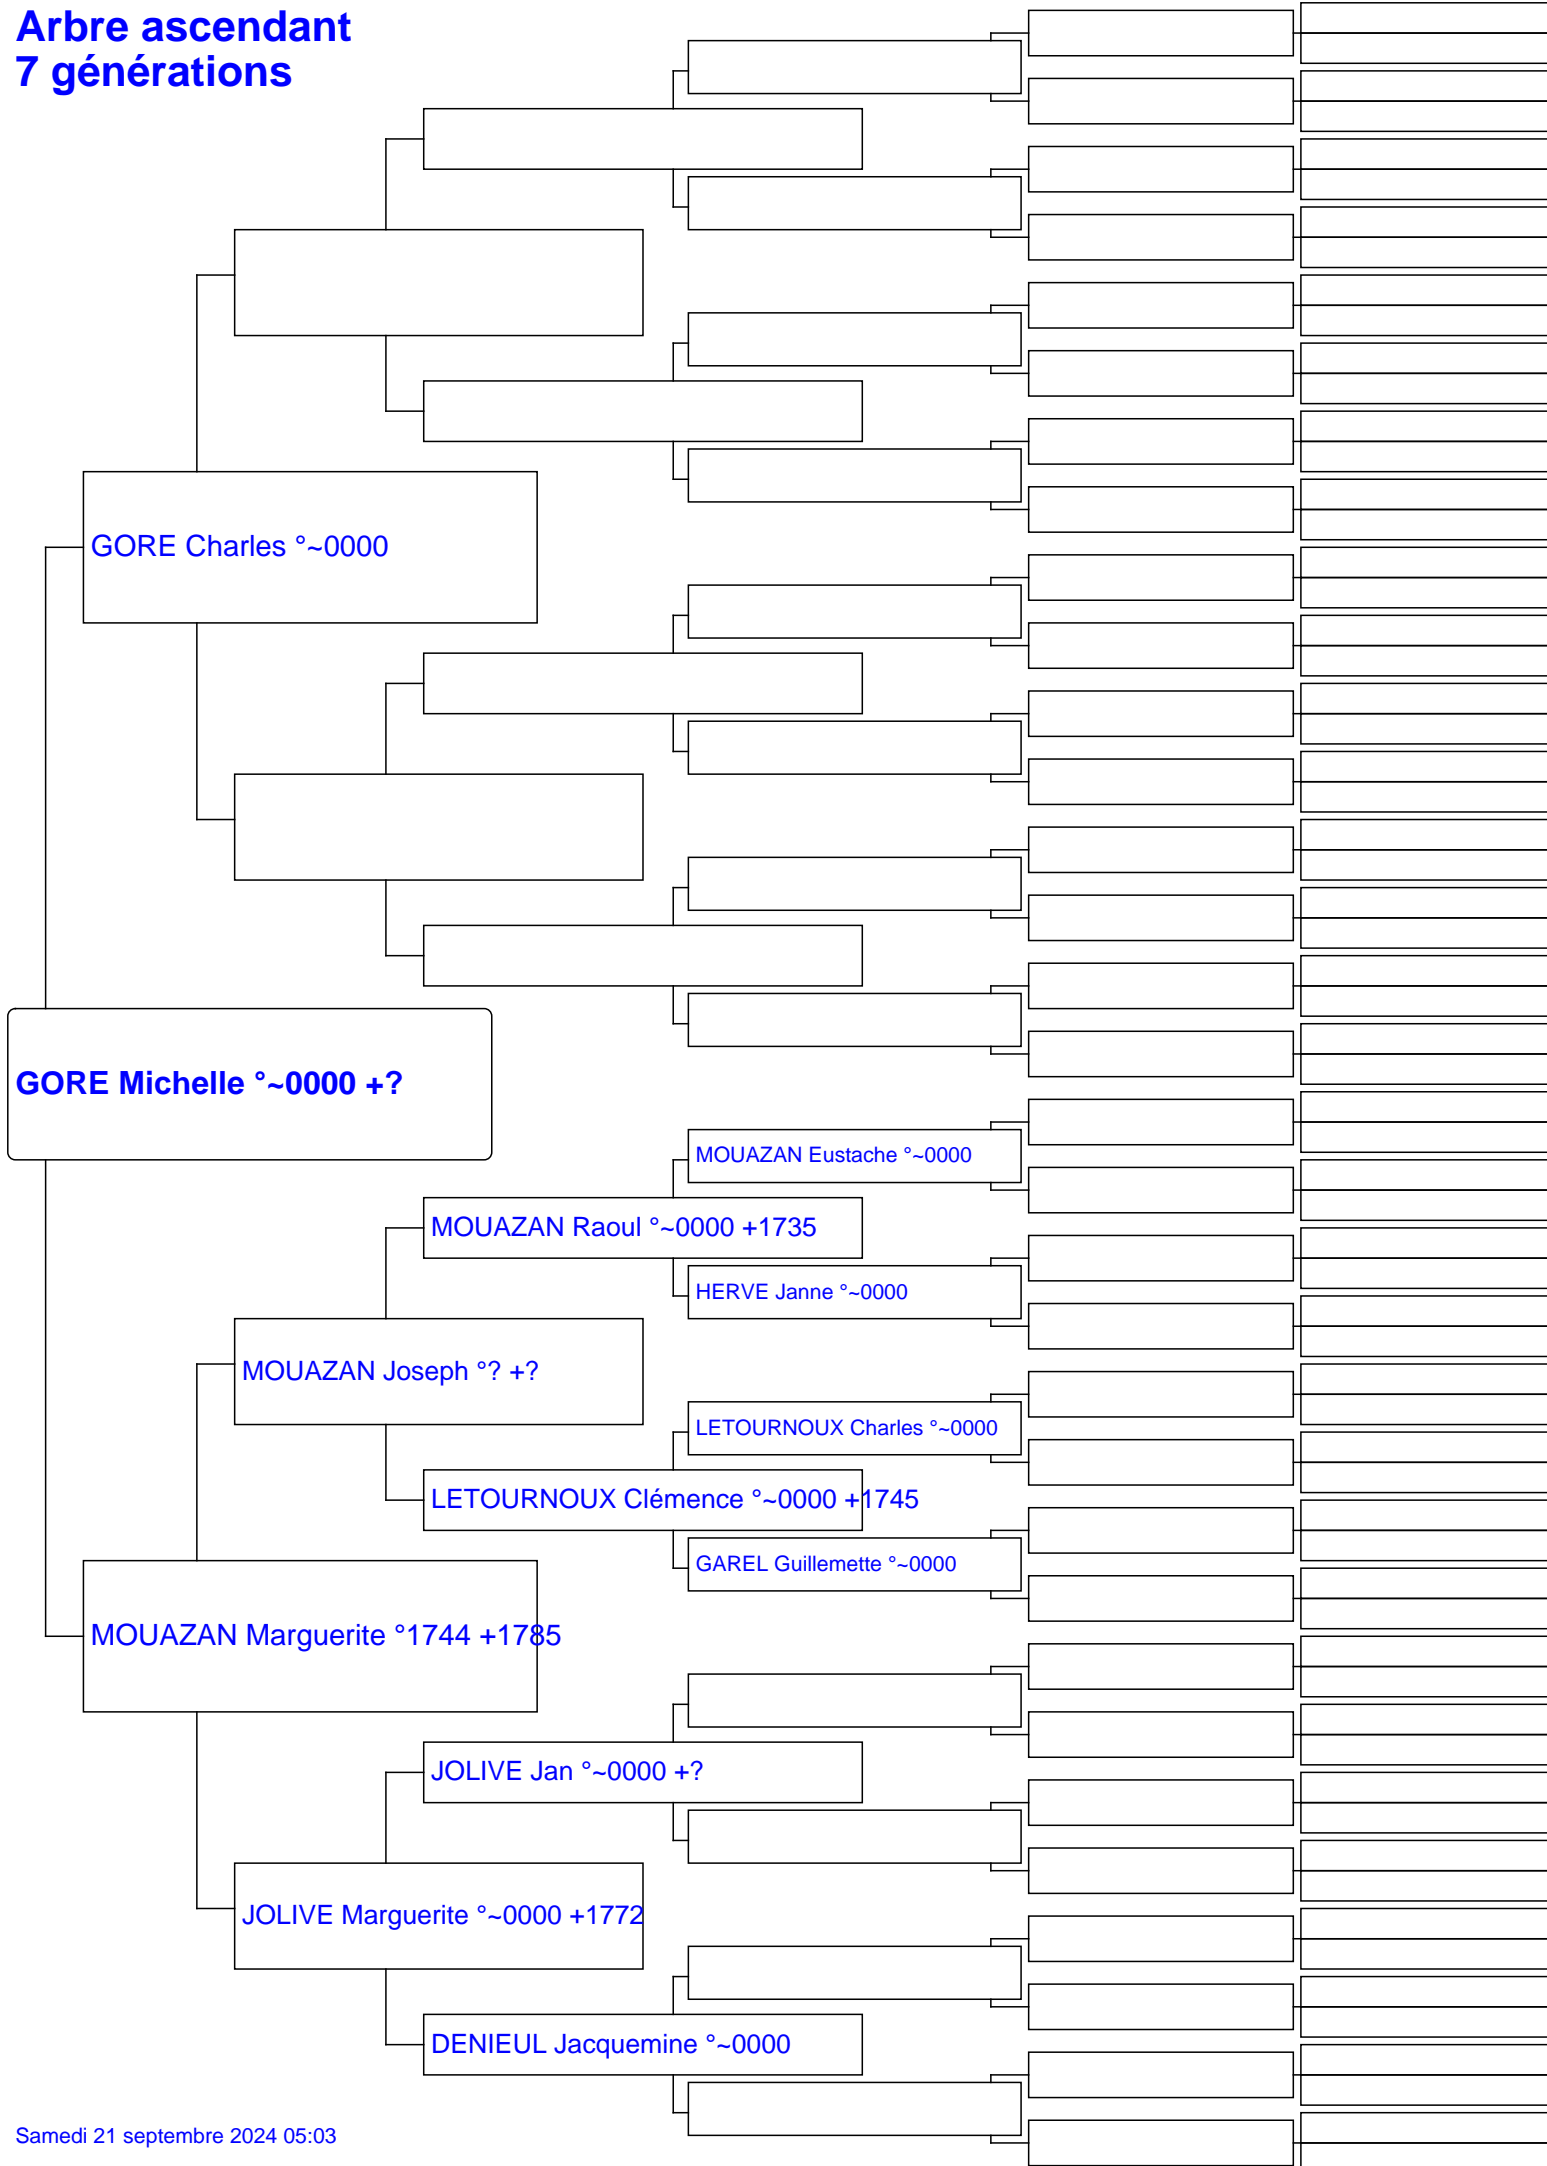 Arbre ascendant
7 générations
GORE Charles °~0000
GORE Michelle °~0000 +?
MOUAZAN Eustache °~0000
MOUAZAN Raoul °~0000 +1735
HERVE Janne °~0000
MOUAZAN Joseph °? +?
LETOURNOUX Charles °~0000
LETOURNOUX Clémence °~0000 +1745
GAREL Guillemette °~0000
MOUAZAN Marguerite °1744 +1785
JOLIVE Jan °~0000 +?
JOLIVE Marguerite °~0000 +1772
DENIEUL Jacquemine °~0000
Samedi 21 septembre 2024 05:03